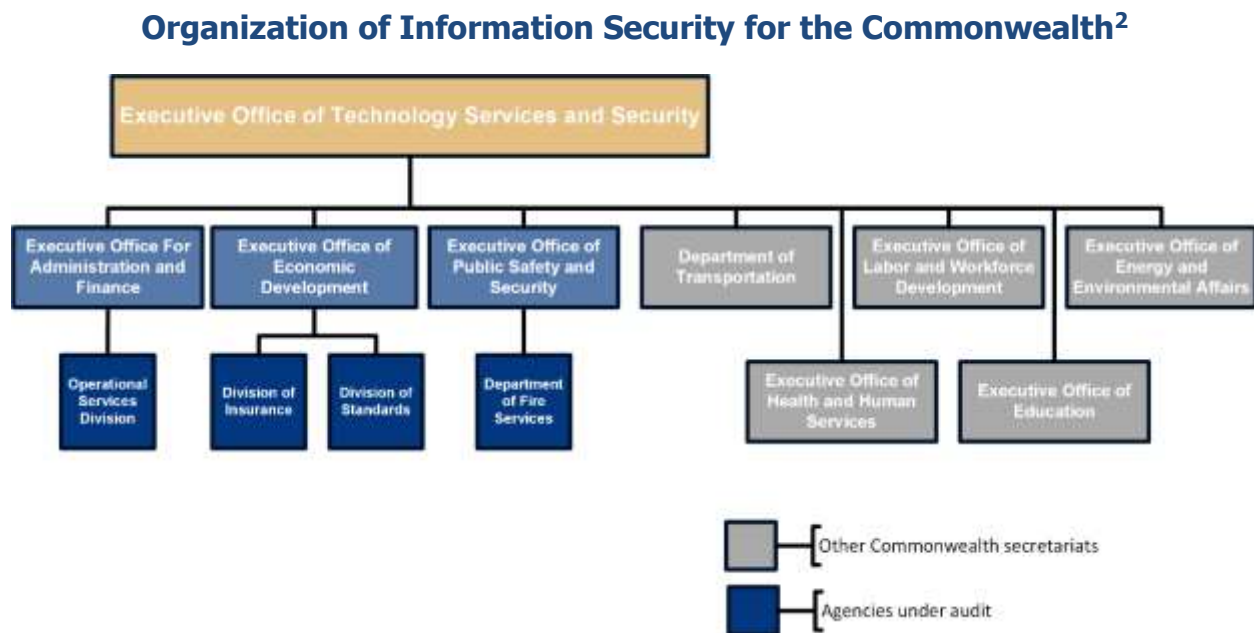 Organization of Information Security for the Commonwealth2
Executive Office of Technology Services and Security
Executive Office For
Administration and
Finance
Executive Office of
Economic
Development
Executive Office of
Public Safety and
Security
Department of
Transportation
Executive Office of
Labor and Workforce
Development
Executive Office of
Energy and
Environmental Affairs
Operational
Services
Division
Division of
Insurance
Division of
Standards
Department
of Fire
Services
Executive Office of
Health and Human
Services
Executive Office of
Education
Other Commonwealth secretariats
Agencies under audit